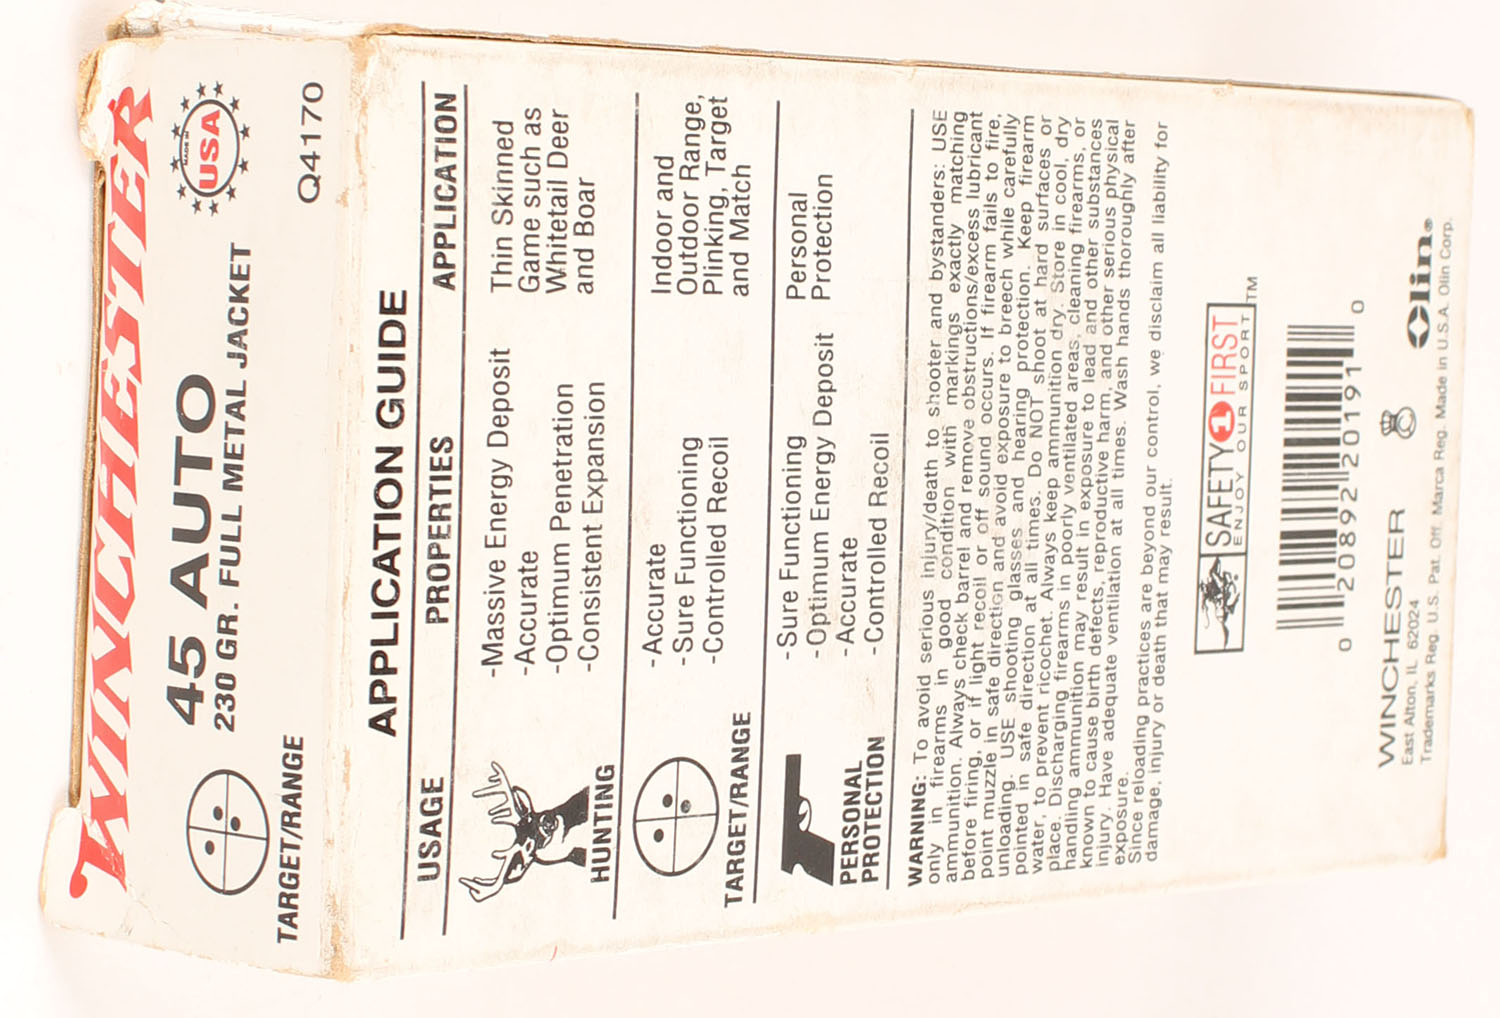 WINCHESTER
45 AUTO
230 GR. FULL METAL JACKET
MADE IN
USA
TARGET/RANGE
Q4170
APPLICATION GUIDE
USAGE PROPERTIES APPLICATION
HUNTING
-Massive Energy Deposit
-Accurate
-Optimum Penetration
-Consistent Expansion
Thin Skinned
Game such as
Whitetail Deer
and Boar
TARGET/RANGE
-Accurate
-Sure Functioning
-Controlled Recoil
Indoor and
Outdoor Range,
Plinking, Target
and Match
PERSONAL
PROTECTION
-Sure Functioning
-Optimum Energy Deposit
-Accurate
-Controlled Recoil
Personal
Protection
WARNING: To avoid serious injury/death to shooter and bystanders: USE
only in firearms in good condition with markings exactly matching
ammunition. Always check barrel and remove obstructions/excess lubricant
before firing, or if light recoil or off sound occurs. If firearm fails to fire,
point muzzle in safe direction and avoid exposure to breech while carefully
unloading. USE shooting glasses and hearing protection. Keep firearm
pointed in safe direction at all times. Do NOT shoot at hard surfaces or
water, to prevent ricochet. Always keep ammunition dry. Store in cool, dry
place. Discharging firearms in poorly ventilated areas, cleaning firearms, or
handling ammunition may result in exposure to lead and other substances
known to cause birth defects, reproductive harm, and other serious physical
injury. Have adequate ventilation at all times. Wash hands thoroughly after
exposure.
Since reloading practices are beyond our control, we disclaim all liability for
damage, injury or death that may result.
SAFETY 1 FIRST
ENJOY OUR SPORT TM
0 20892 20191 0
WINCHESTER
Olin®
East Alton, IL 62024
Trademarks Reg. U.S. Pat. Off. Marca Reg. Made in U.S.A. Olin Corp.